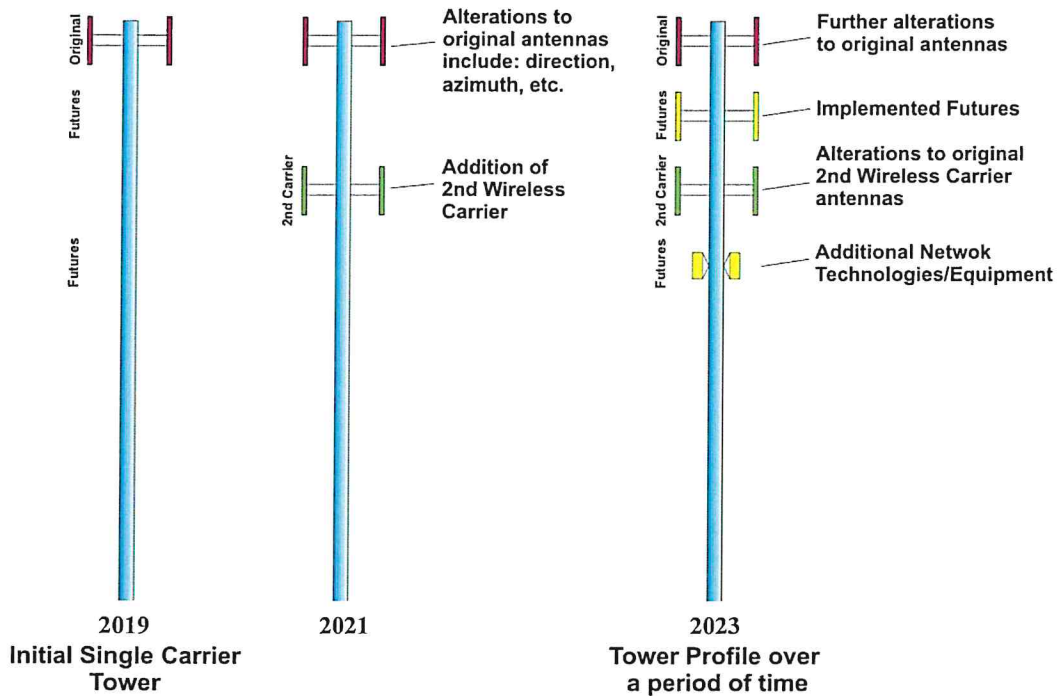 Original
Futures
Futures
2019
Initial Single Carrier
Tower
Alterations to
original antennas
include: direction,
azimuth, etc.
2nd Carrier
Addition of
2nd Wireless
Carrier
2021
Original
Further alterations
to original antennas
Futures
Implemented Futures
2nd Carrier
Alterations to original
2nd Wireless Carrier
antennas
Futures
Additional Netwok
Technologies/Equipment
2023
Tower Profile over
a period of time